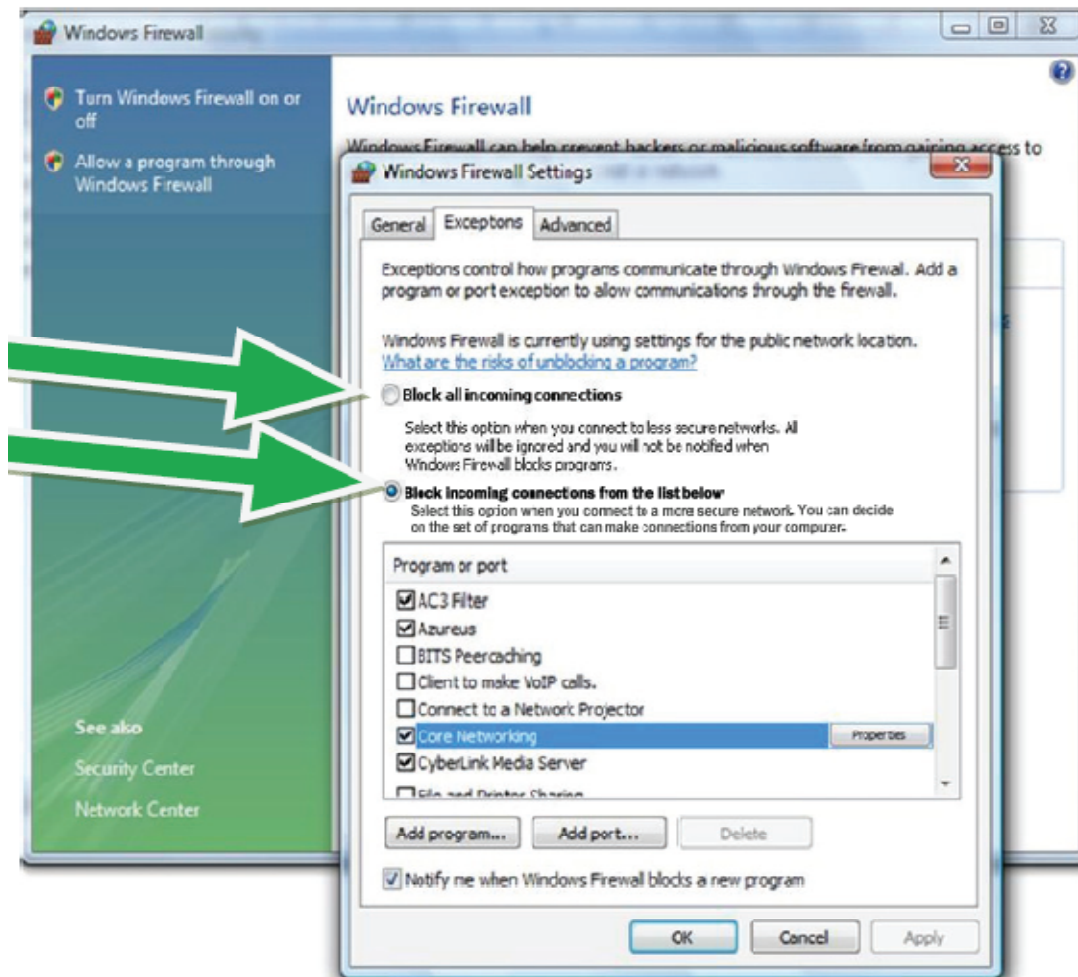 Windows Firewall
Turn Windows Firewall on or
off
Allow a program through
Windows Firewall
See also
Security Center
Network Center
Windows Firewall
Windows Firewall can help prevent hackers or malicious software from gaining access to
Windows Firewall Settings
General Exceptons Advanced
Exceptions control how programs communicate through Windows Firewal. Add a
program or port exception to alow communications through the firewall.
Windows Firewall is currently using settings for the public network location.
What are the risks of unblocking a program?
Block all incoming connections
Select this option when you connect to less secure networks. All
exceptions will be ignored and you will not be notified when
Windows Firewall blocks programs.
Block incoming connections from the list below
Select this option when you connect to a more secure network. You can decide
on the set of programs that can make connections from your computer.
Program or port
AC3 Filter
Azureus
BITS Peercaching
Client to make VoIP calls.
Connect to a Network Projector
Core Networking Properties
CyberLink Media Server
File and Printer Sharing
Add program... Add port... Delete
Notify me when Windows Firewall blocks a new program
OK Cancel Apply